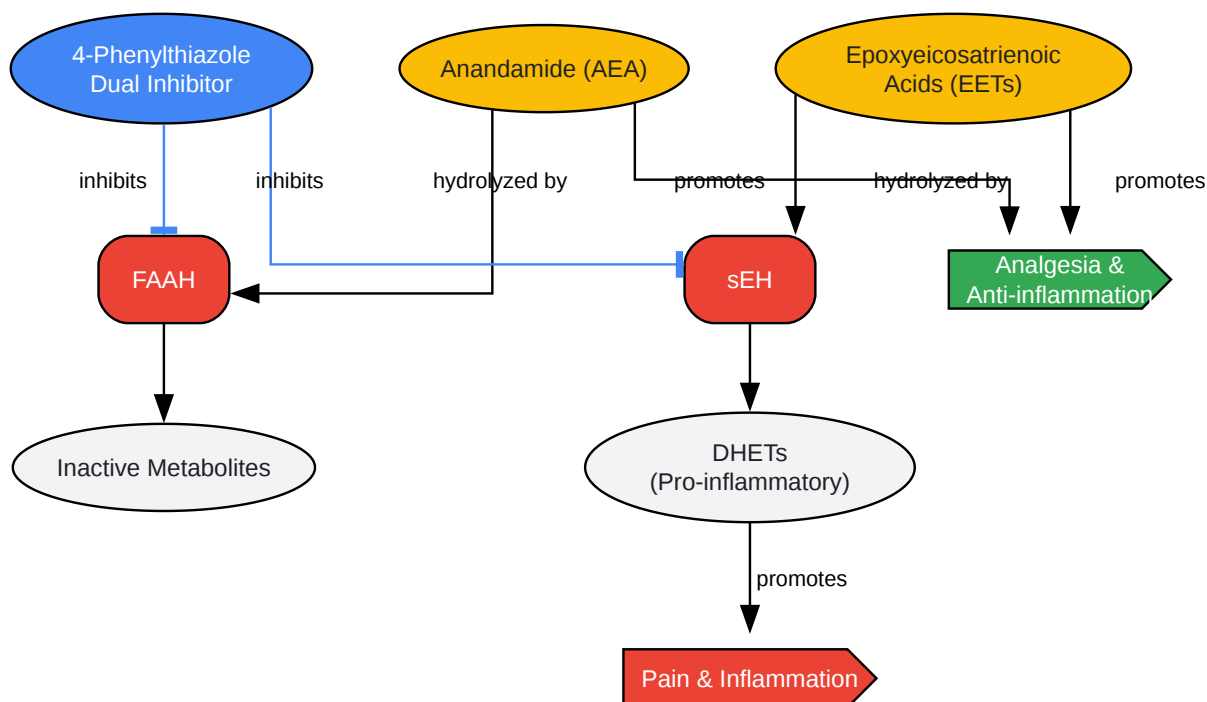 4-Phenylthiazole
Dual Inhibitor
Anandamide (AEA)
Epoxyeicosatrienoic
Acids (EETs)
inhibits
inhibits
hydrolyzed by
promotes
hydrolyzed by
promotes
FAAH
sEH
Analgesia &
Anti-inflammation
Inactive Metabolites
DHETs
(Pro-inflammatory)
promotes
Pain & Inflammation